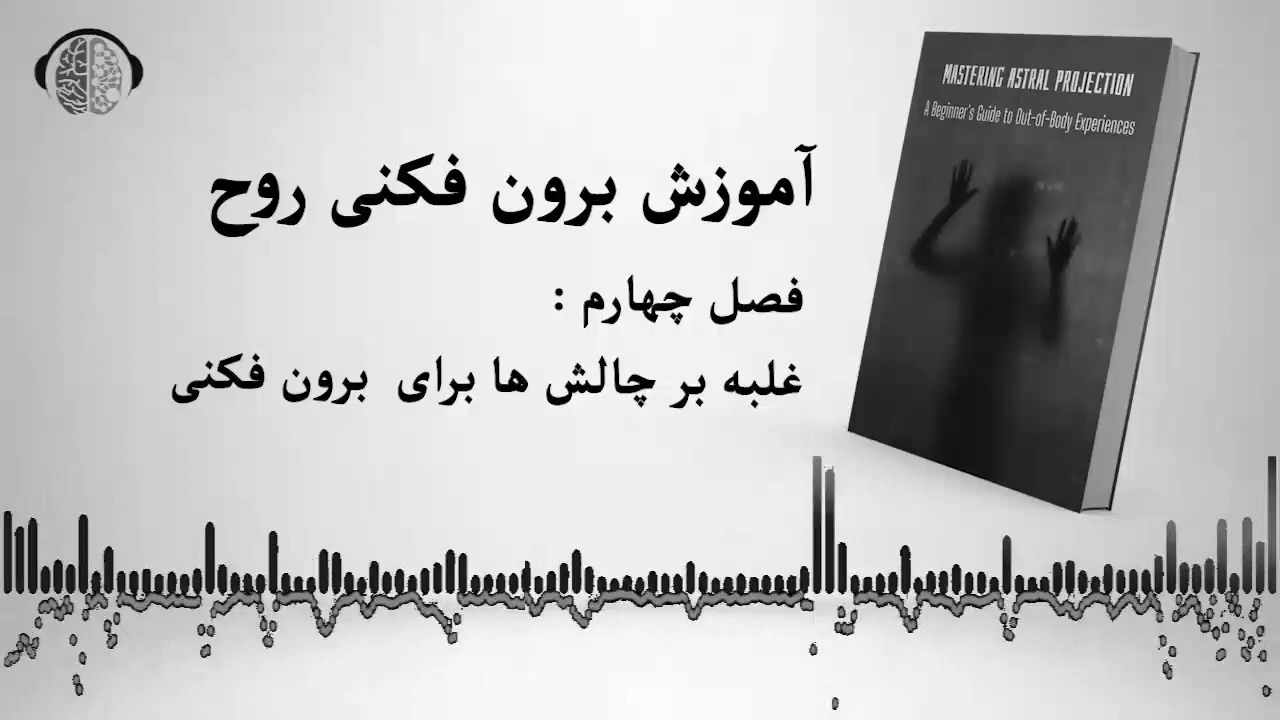 آموزش برون فکنی روح
فصل چهارم :
غلبه بر چالش ها برای برون فکنی
MASTERING ASTRAL PROJECTION
A Beginner's Guide to Out-of-Body Experiences